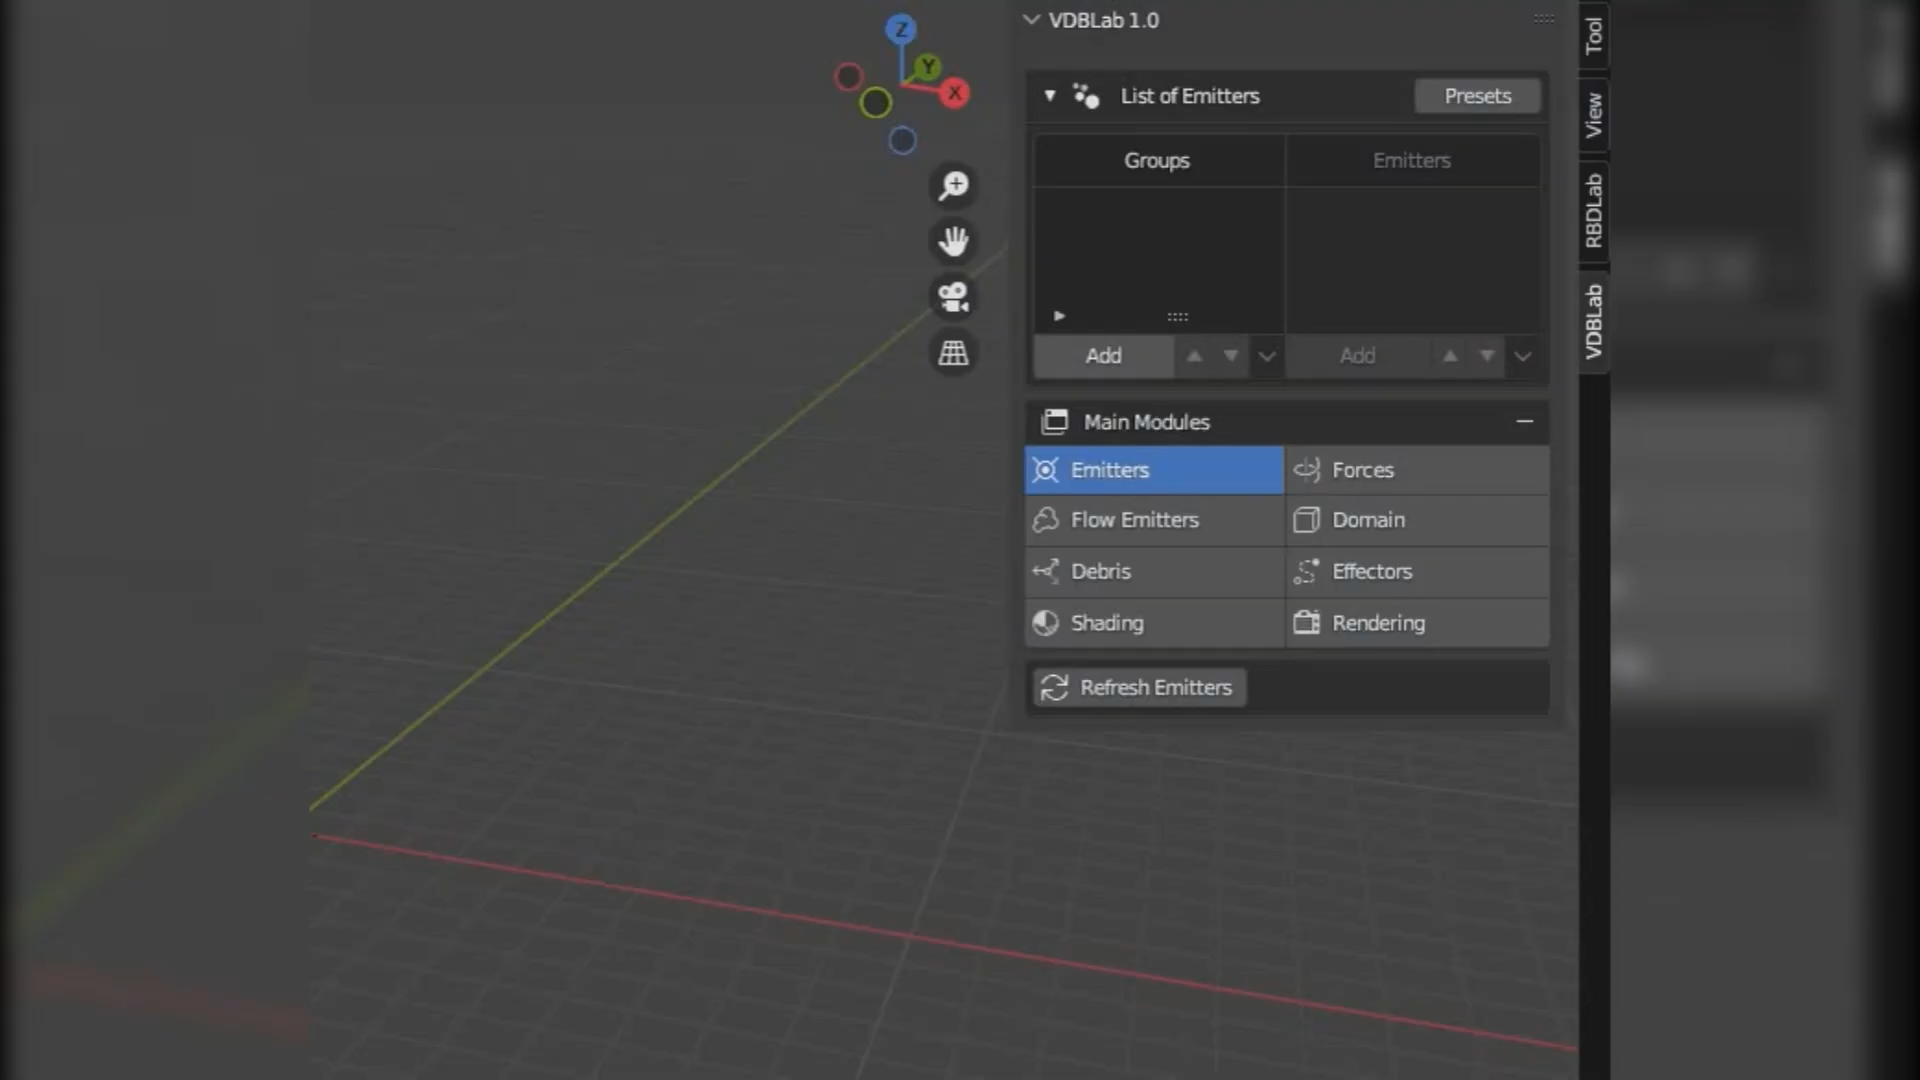 VDBLab 1.0
Z
Y
X
List of Emitters
Presets
Groups
Emitters
Add
Add
Main Modules
Emitters
Forces
Flow Emitters
Domain
Debris
Effectors
Shading
Rendering
Refresh Emitters
Tool
View
RBDLab
VDBLab